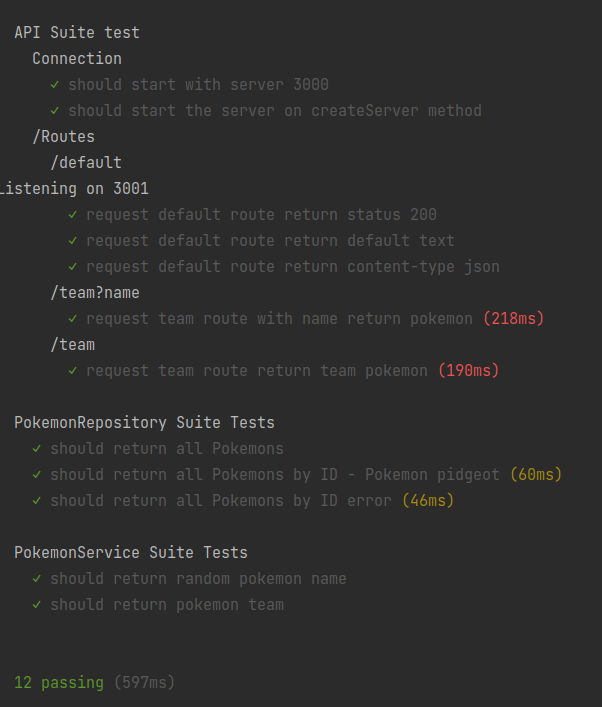 API Suite test
Connection
✓ should start with server 3000
✓ should start the server on createServer method
/Routes
/default
Listening on 3001
✓ request default route return status 200
✓ request default route return default text
✓ request default route return content-type json
/team?name
✓ request team route with name return pokemon (218ms)
/team
✓ request team route return team pokemon (190ms)
PokemonRepository Suite Tests
✓ should return all Pokemons
✓ should return all Pokemons by ID - Pokemon pidgeot (60ms)
✓ should return all Pokemons by ID error (46ms)
PokemonService Suite Tests
✓ should return random pokemon name
✓ should return pokemon team
12 passing (597ms)